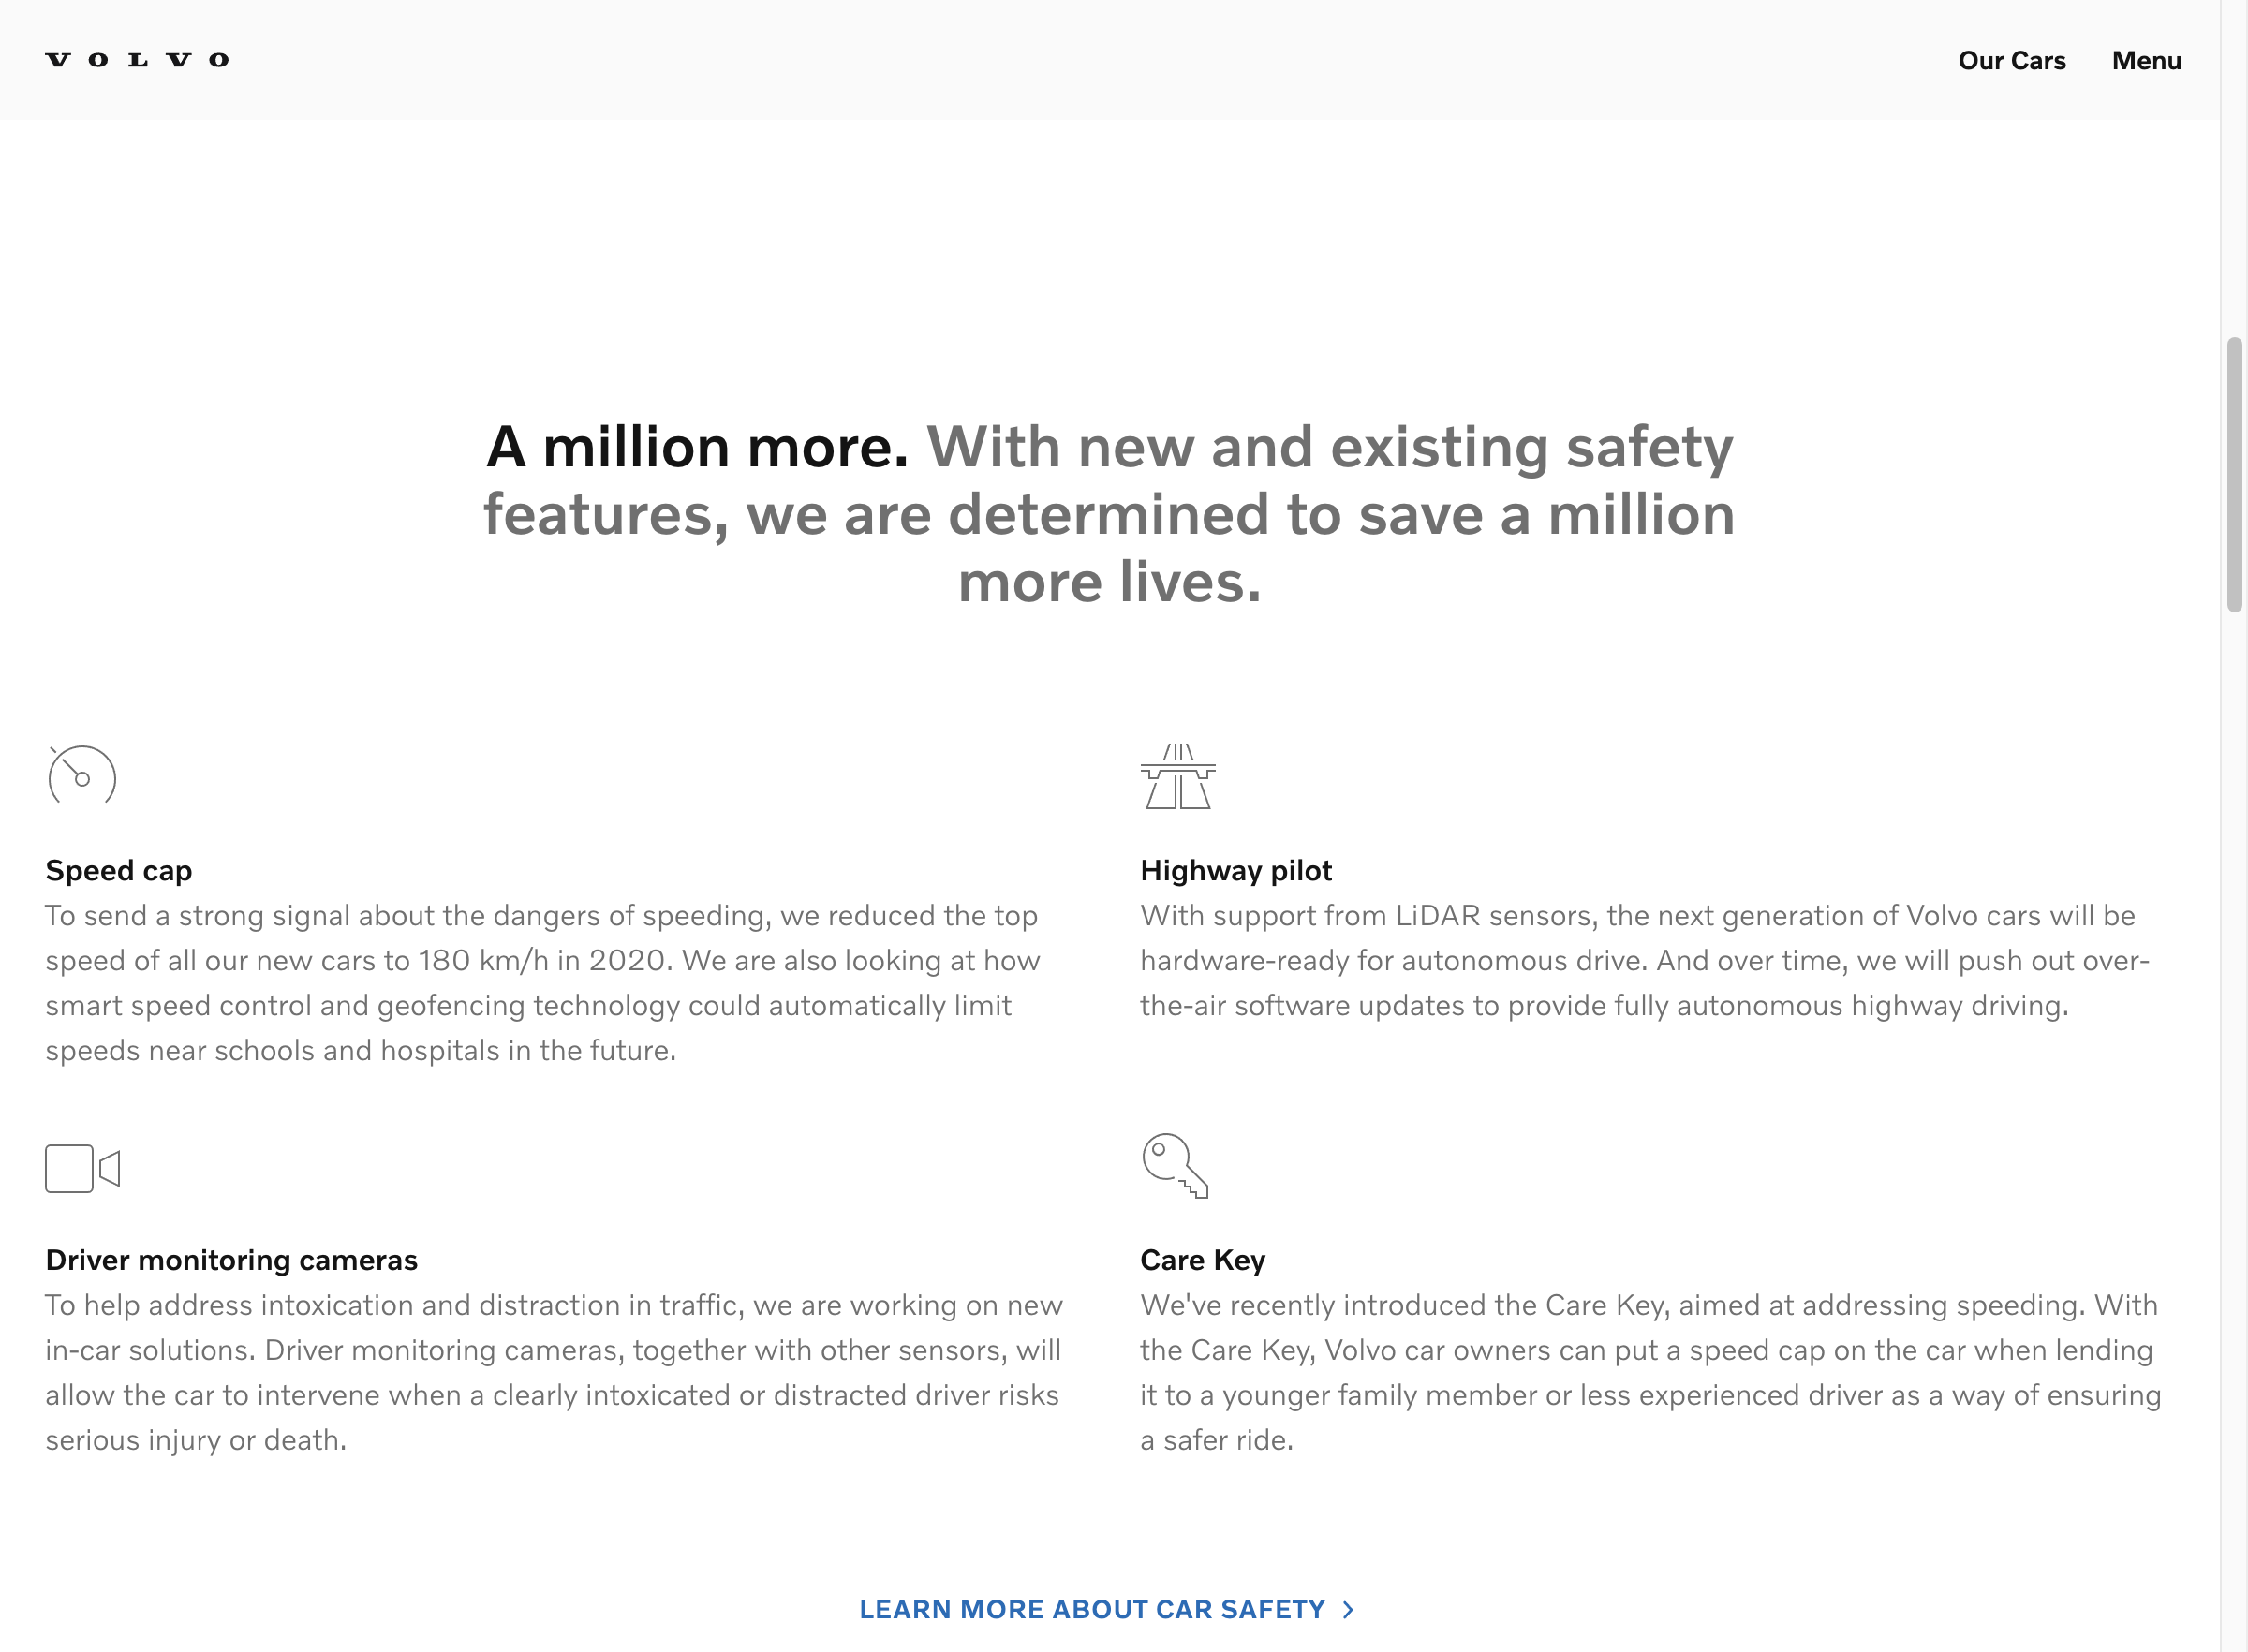 VOLVO
Our Cars
Menu
A million more. With new and existing safety
features, we are determined to save a million
more lives.
Speed cap
To send a strong signal about the dangers of speeding, we reduced the top
speed of all our new cars to 180 km/h in 2020. We are also looking at how
smart speed control and geofencing technology could automatically limit
speeds near schools and hospitals in the future.
Highway pilot
With support from LiDAR sensors, the next generation of Volvo cars will be
hardware-ready for autonomous drive. And over time, we will push out over-
the-air software updates to provide fully autonomous highway driving.
Driver monitoring cameras
To help address intoxication and distraction in traffic, we are working on new
in-car solutions. Driver monitoring cameras, together with other sensors, will
allow the car to intervene when a clearly intoxicated or distracted driver risks
serious injury or death.
Care Key
We've recently introduced the Care Key, aimed at addressing speeding. With
the Care Key, Volvo car owners can put a speed cap on the car when lending
it to a younger family member or less experienced driver as a way of ensuring
a safer ride.
LEARN MORE ABOUT CAR SAFETY